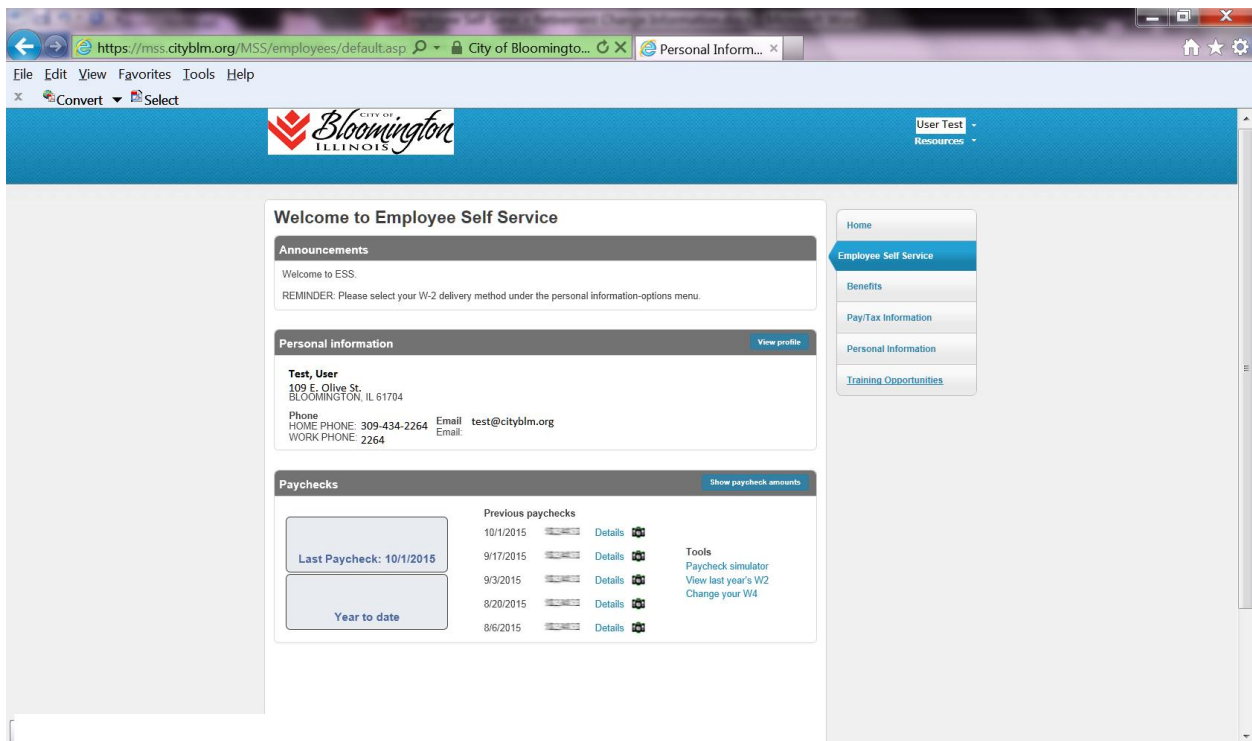 https://mss.cityblm.org/MSS/employees/default.asp
City of Bloomingto...
Personal Inform...
File Edit View Favorites Tools Help
x Convert Select
CITY OF
Bloomington
ILLINOIS
User Test
Resources
Welcome to Employee Self Service
Announcements
Welcome to ESS.
REMINDER: Please select your W-2 delivery method under the personal information-options menu.
Personal information
View profile
Test, User
109 E. Olive St.
BLOOMINGTON, IL 61704
Phone
HOME PHONE: 309-434-2264
WORK PHONE: 2264
Email test@cityblm.org
Email:
Paychecks
Show paycheck amounts
Last Paycheck: 10/1/2015
Year to date
Previous paychecks
10/1/2015 Details
9/17/2015 Details
9/3/2015 Details
8/20/2015 Details
8/6/2015 Details
Tools
Paycheck simulator
View last year's W2
Change your W4
Home
Employee Self Service
Benefits
Pay/Tax Information
Personal Information
Training Opportunities